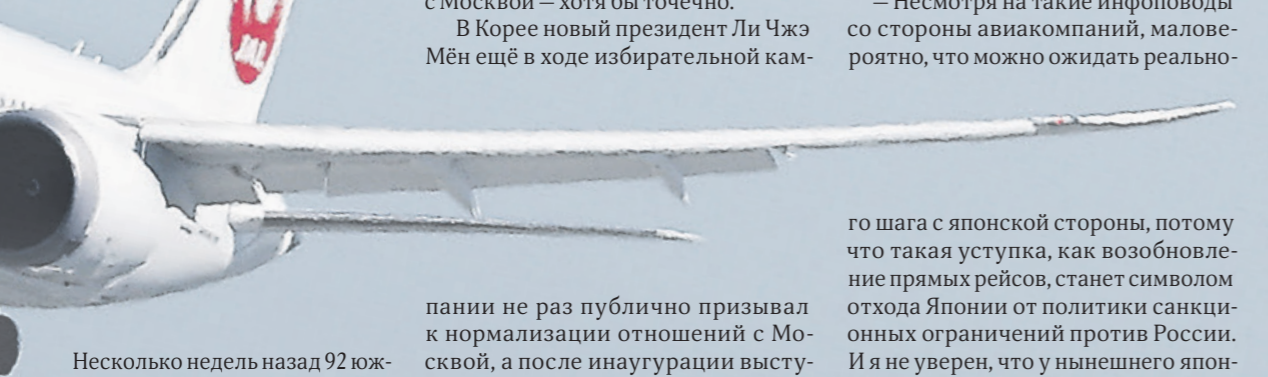 JAL
Несколько недель назад 92 юж-
с Москвой — хотя бы точечно.
В Корее новый президент Ли Чжэ
Мён ещё в ходе избирательной кам-
пании не раз публично призывал
к нормализации отношений с Мо-
сквой, а после инаугурации высту-
— Несмотря на такие инфоповоды
со стороны авиакомпаний, малове-
роятно, что можно ожидать реально-
го шага с японской стороны, потому
что такая уступка, как возобновле-
ние прямых рейсов, станет символом
отхода Японии от политики санкци-
онных ограничений против России.
И я не уверен, что у нынешнего япон-